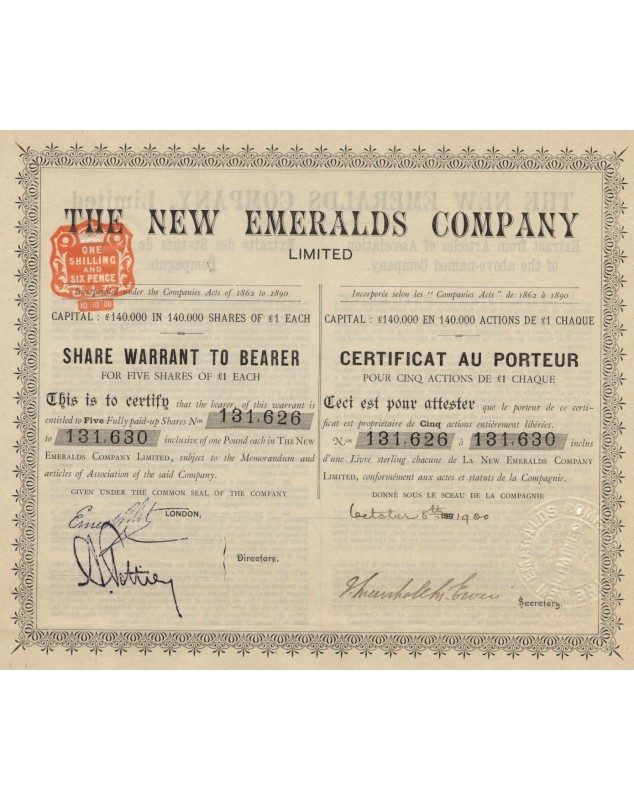 THE NEW EMERALDS COMPANY
LIMITED
ONE
SHILLING
AND
SIX PENCE
10·10·00
Incorporated under the Companies Acts of 1862 to 1890
CAPITAL : £140.000 IN 140.000 SHARES OF £1 EACH
SHARE WARRANT TO BEARER
FOR FIVE SHARES OF £1 EACH
This is to certify that the bearer, of this warrant is
entitled to Five Fully paid-up Shares Nos 131,626
to 131,630 inclusive of one Pound each in The New
Emeralds Company Limited, subject to the Memorandum and
articles of Association of the said Company.
GIVEN UNDER THE COMMON SEAL OF THE COMPANY
LONDON,
Directors.
Incorporée selon les "Companies Acts" de 1862 à 1890
CAPITAL : £140.000 EN 140.000 ACTIONS DE £1 CHAQUE
CERTIFICAT AU PORTEUR
POUR CINQ ACTIONS DE £1 CHAQUE
Ceci est pour attester que le porteur de ce certi-
ficat est propriétaire de Cinq actions entièrement libérées.
Nos 131,626 à 131,630 inclus
d'une Livre sterling chacune de La New Emeralds Company
Limited, conformément aux actes et statuts de la Compagnie.
DONNÉ SOUS LE SCEAU DE LA COMPAGNIE
October 8th 1900
Secretary.